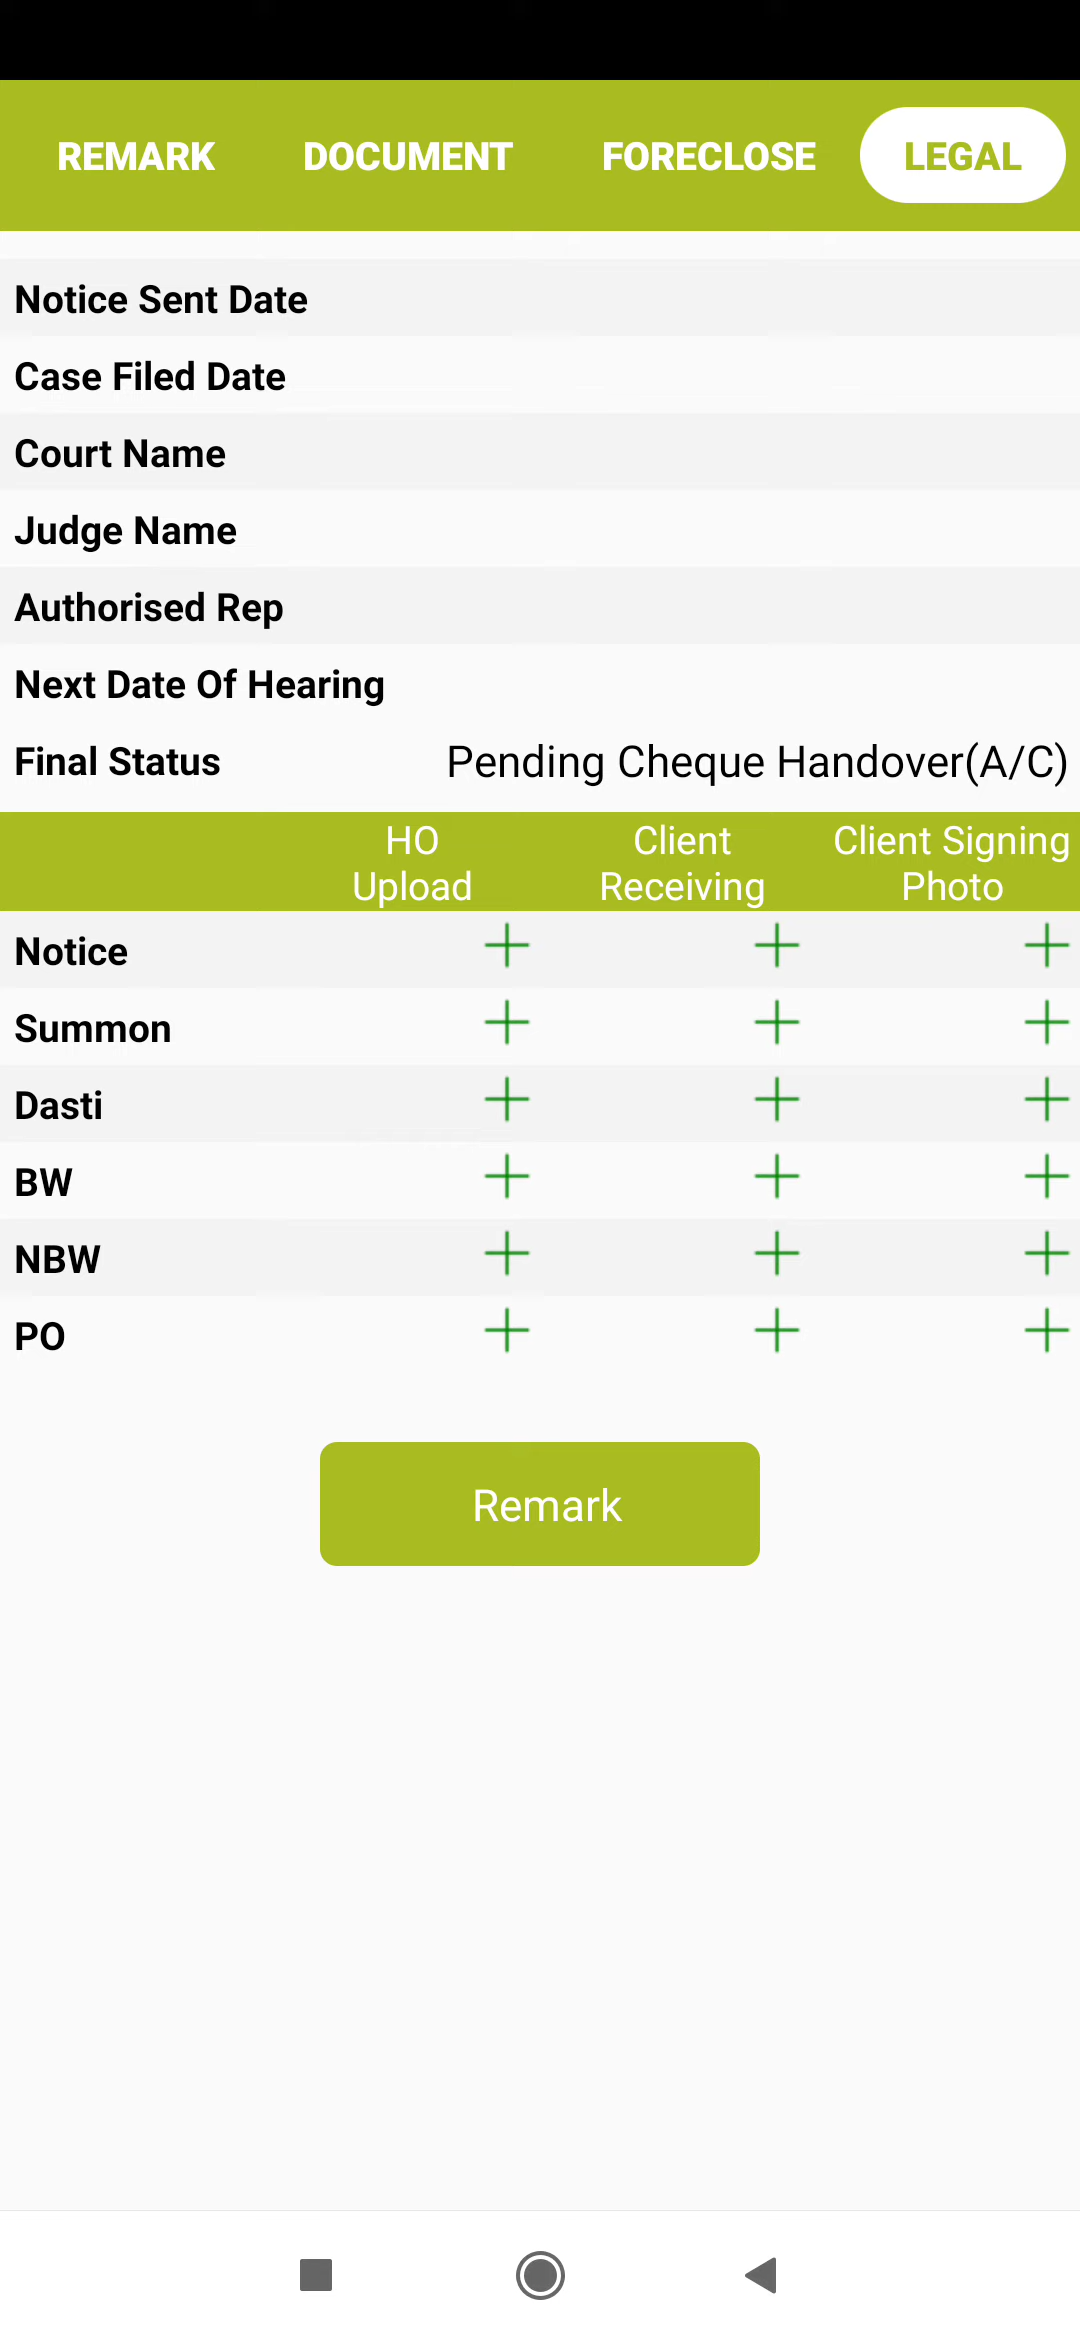 REMARK DOCUMENT FORECLOSE LEGAL
Notice Sent Date
Case Filed Date
Court Name
Judge Name
Authorised Rep
Next Date Of Hearing
Final Status Pending Cheque Handover(A/C)
HO Upload Client Receiving Client Signing Photo
Notice
Summon
Dasti
BW
NBW
PO
Remark